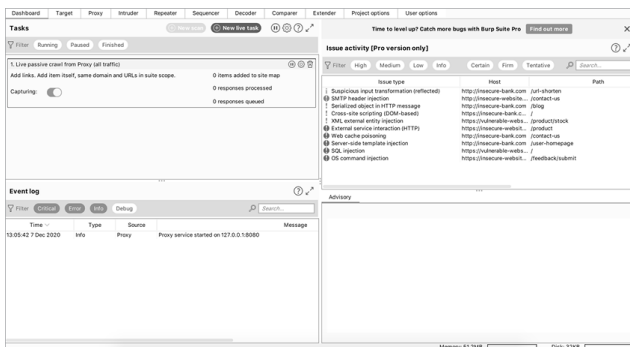 Dashboard Target Proxy Intruder Repeater Sequencer Decoder Comparer Extender Project options User options
Tasks
New scan New live task
Filter Running Paused Finished
1. Live passive crawl from Proxy (all traffic)
Add links. Add item itself, same domain and URLs in suite scope.
0 items added to site map
Capturing:
0 responses processed
0 responses queued
Event log
Filter Critical Error Info Debug Search...
Time Type Source Message
13:05:42 7 Dec 2020 Info Proxy Proxy service started on 127.0.0.1:8080
Time to level up? Catch more bugs with Burp Suite Pro Find out more
Issue activity [Pro version only]
Filter High Medium Low Info Certain Firm Tentative Search...
Issue type Host Path
Suspicious input transformation (reflected) http://insecure-bank.com /url-shorten
SMTP header injection http://insecure-website.... /contact-us
Serialized object in HTTP message http://insecure-bank.com /blog
Cross-site scripting (DOM-based) https://insecure-bank.c... /
XML external entity injection https://vulnerable-webs... /product/stock
External service interaction (HTTP) https://insecure-websit... /product
Web cache poisoning http://insecure-bank.com /contact-us
Server-side template injection http://insecure-bank.com /user-homepage
SQL injection https://vulnerable-webs... /
OS command injection https://insecure-websit... /feedback/submit
Advisory
Memory: 51.2MB Disk: 32KB